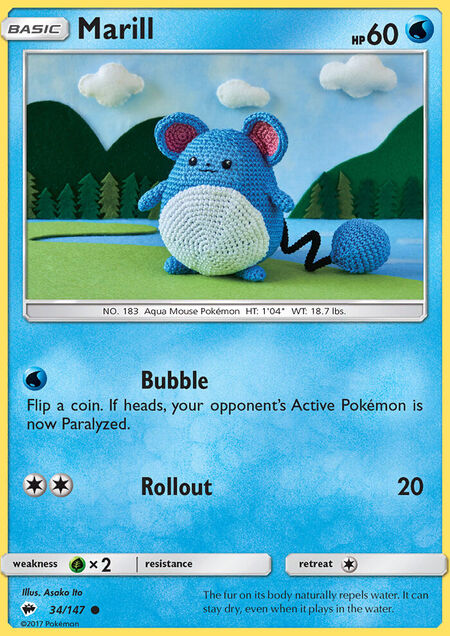 BASIC Marill HP60
NO. 183 Aqua Mouse Pokémon HT: 1'04" WT: 18.7 lbs.
Bubble
Flip a coin. If heads, your opponent's Active Pokémon is
now Paralyzed.
Rollout 20
weakness ×2 resistance retreat
Illus. Asako Ito
34/147
©2017 Pokémon
The fur on its body naturally repels water. It can
stay dry, even when it plays in the water.